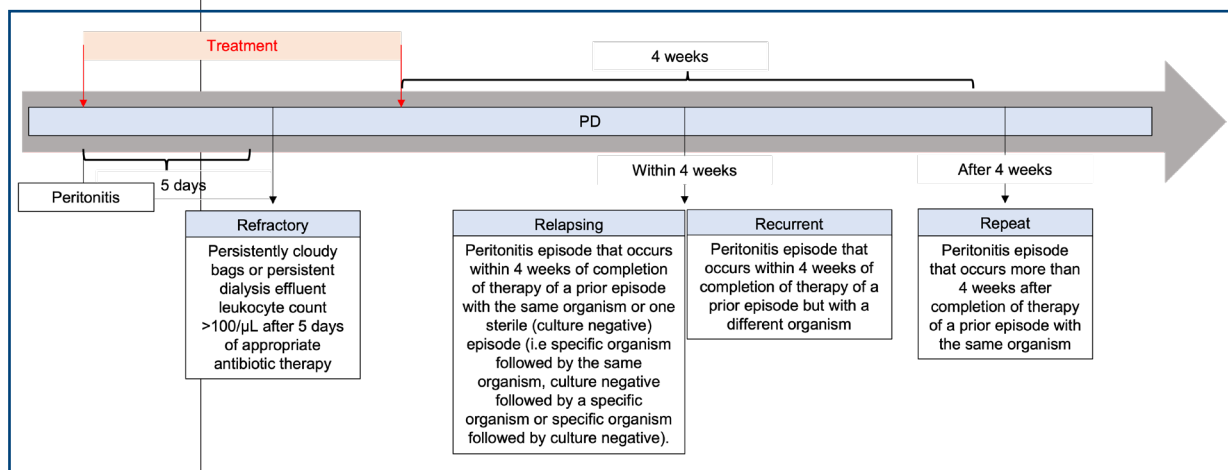 Treatment
4 weeks
PD
5 days
Peritonitis
Within 4 weeks
After 4 weeks
Refractory
Persistently cloudy
bags or persistent
dialysis effluent
leukocyte count
>100/µL after 5 days
of appropriate
antibiotic therapy
Relapsing
Peritonitis episode that occurs
within 4 weeks of completion
of therapy of a prior episode
with the same organism or one
sterile (culture negative)
episode (i.e specific organism
followed by the same
organism, culture negative
followed by a specific
organism or specific organism
followed by culture negative).
Recurrent
Peritonitis episode that
occurs within 4 weeks of
completion of therapy of a
prior episode but with a
different organism
Repeat
Peritonitis episode
that occurs more than
4 weeks after
completion of therapy
of a prior episode with
the same organism